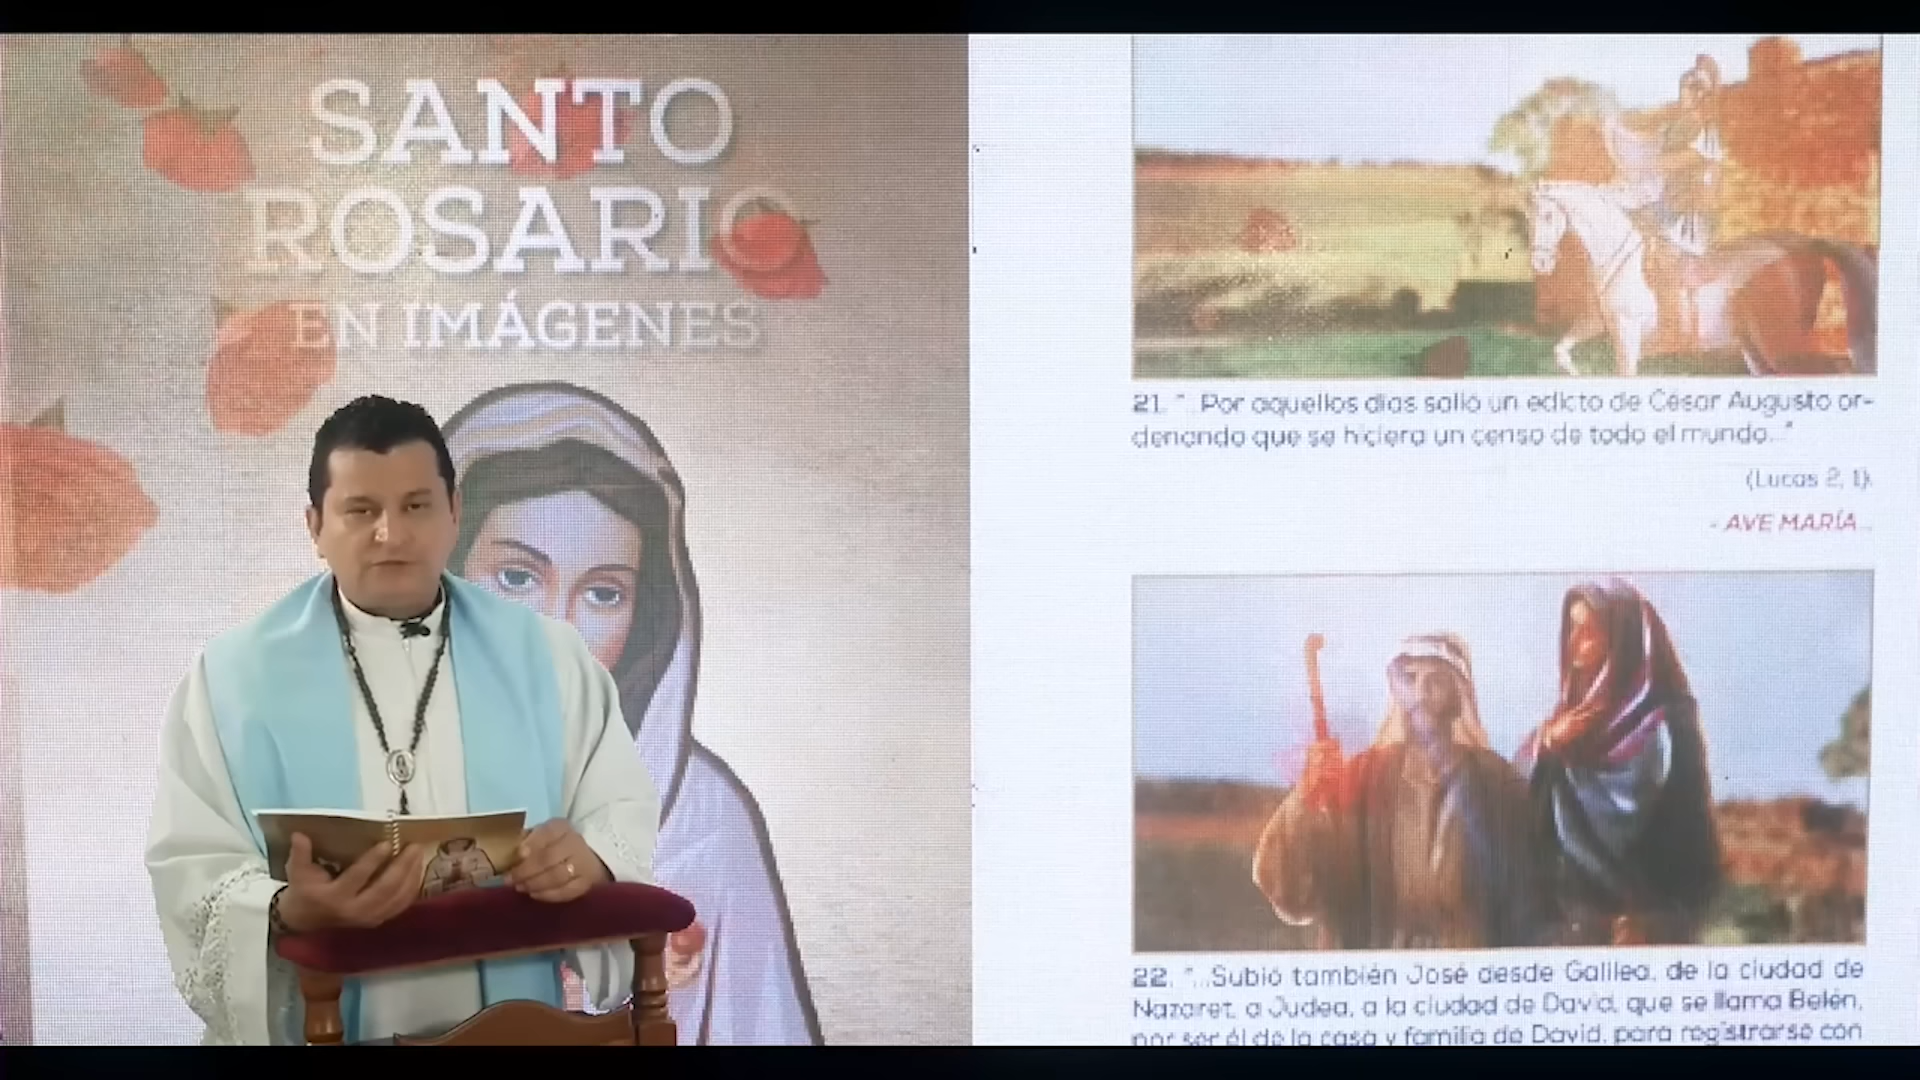 SANTO
ROSARIO
EN IMÁGENES
21. "...Por aquellos días salió un edicto de César Augusto or-
denando que se hiciera un censo de todo el mundo..."
(Lucas 2, 1).
- AVE MARÍA...
22. "...Subió también José desde Galilea, de la ciudad de
Nazaret, a Judea, a la ciudad de David, que se llama Belén,
por ser él de la casa y familia de David, para registrarse con